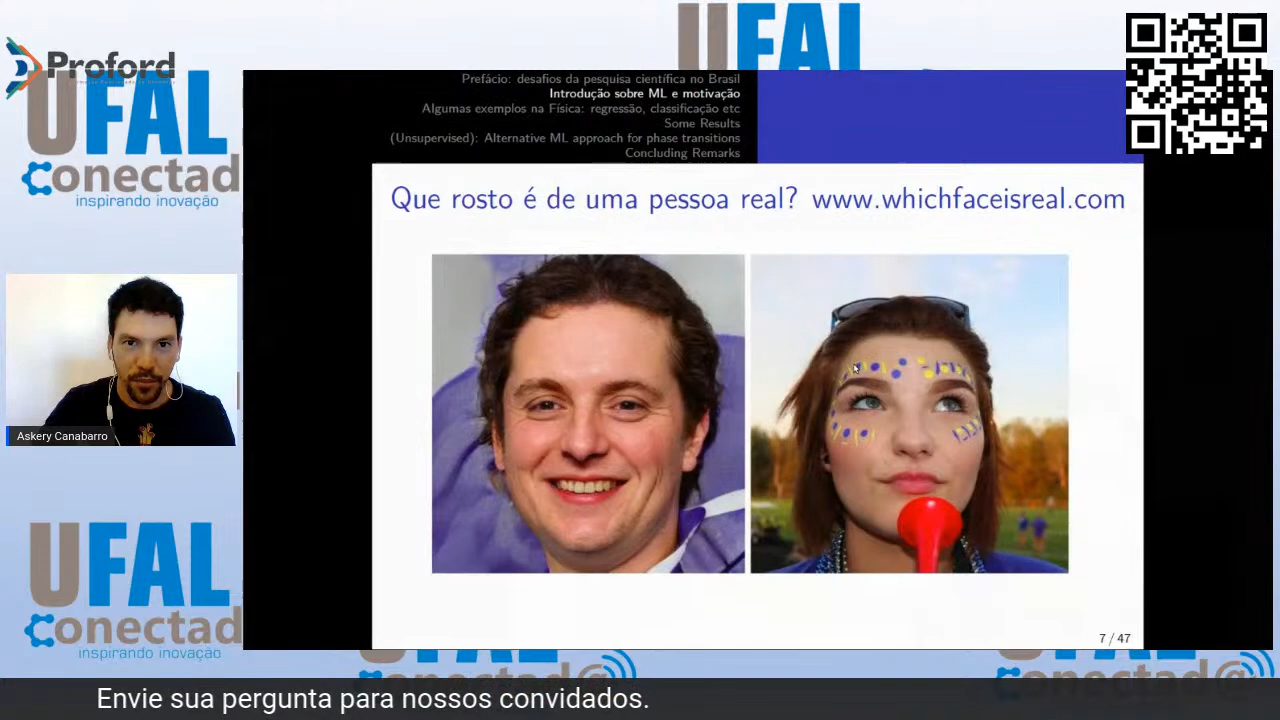 Proford
UFAL
UFAL
conectad
inspirando inovação
Prefácio: desafios da pesquisa científica no Brasil
Introdução sobre ML e motivação
Algumas exemplos na Física: regressão, classificação etc
Some Results
(Unsupervised): Alternative ML approach for phase transitions
Concluding Remarks
Que rosto é de uma pessoa real? www.whichfaceisreal.com
Askery Canabarro
UFAL
conectad
inspirando inovação
7 / 47
Envie sua pergunta para nossos convidados.